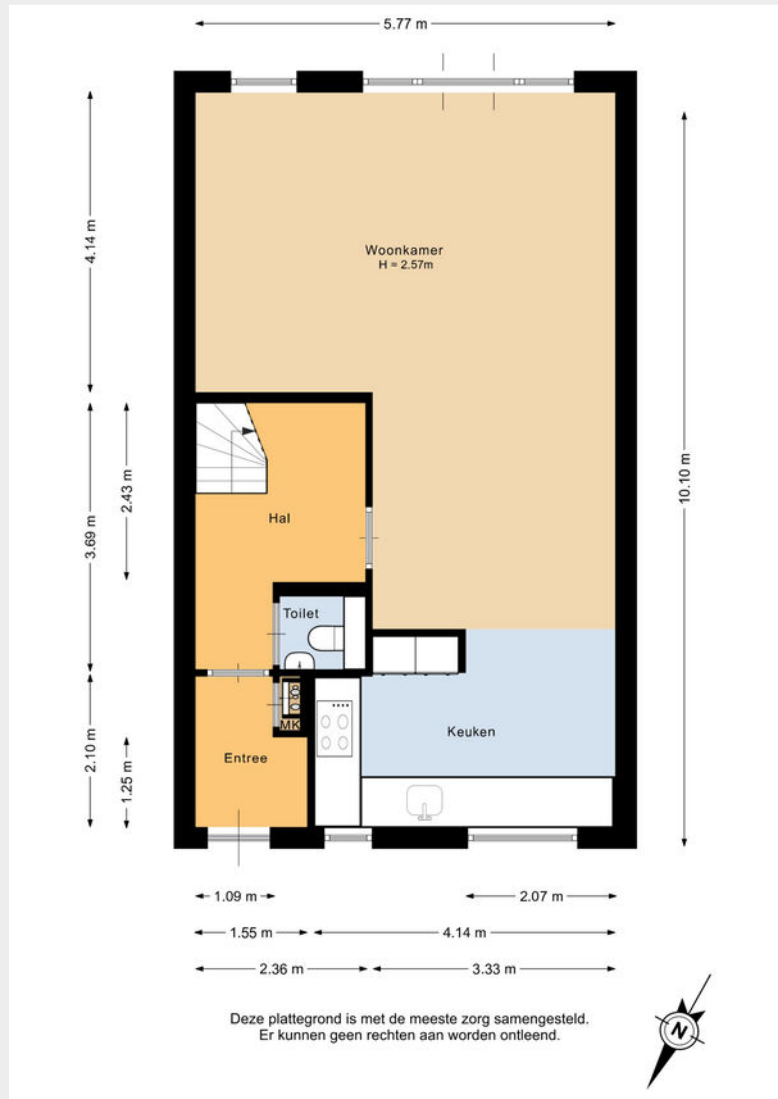 5.77 m
4.14 m
Woonkamer
H = 2.57m
10.10 m
2.43 m
3.69 m
Hal
Toilet
MK
Keuken
2.10 m
Entree
1.25 m
1.09 m
2.07 m
1.55 m
4.14 m
2.36 m
3.33 m
Deze plattegrond is met de meeste zorg samengesteld.
Er kunnen geen rechten aan worden ontleend.
N